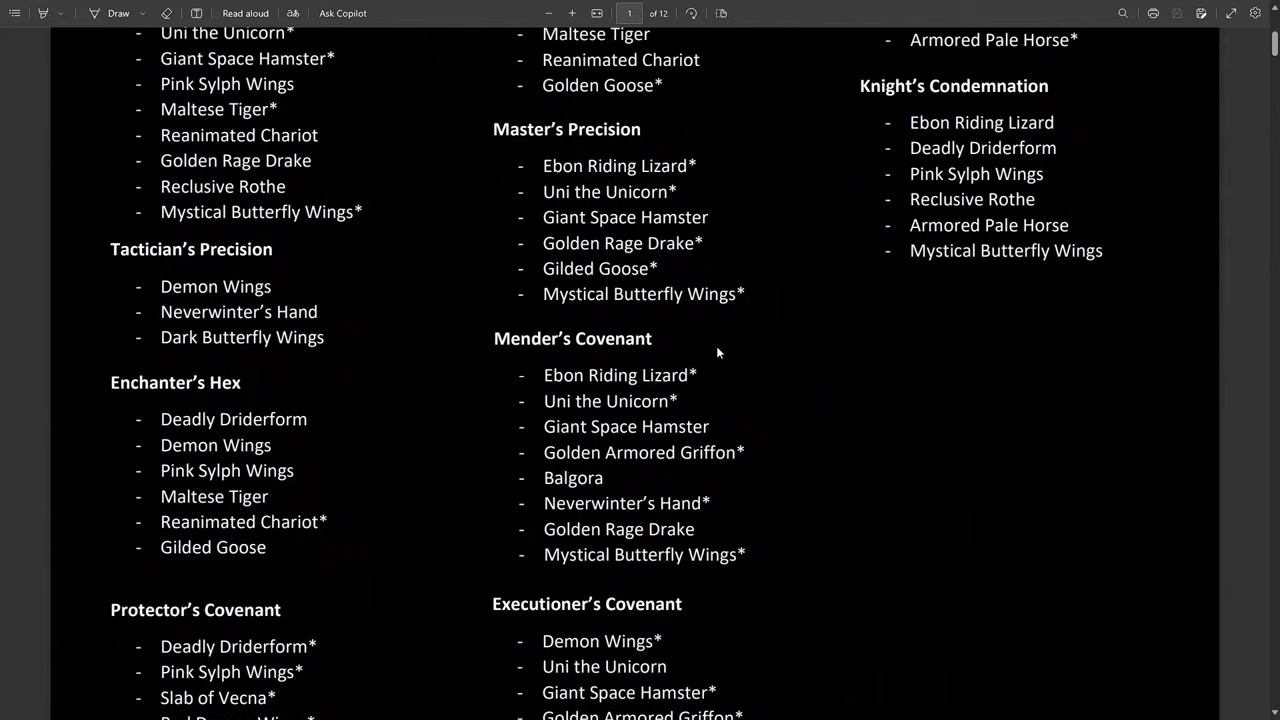 Draw
Read aloud
Ask Copilot
1
of 12
Uni the Unicorn*
- Giant Space Hamster*
- Pink Sylph Wings
- Maltese Tiger*
- Reanimated Chariot
- Golden Rage Drake
- Reclusive Rothe
- Mystical Butterfly Wings*
Tactician's Precision
- Demon Wings
- Neverwinter's Hand
- Dark Butterfly Wings
Enchanter's Hex
- Deadly Driderform
- Demon Wings
- Pink Sylph Wings
- Maltese Tiger
- Reanimated Chariot*
- Gilded Goose
Protector's Covenant
- Deadly Driderform*
- Pink Sylph Wings*
- Slab of Vecna*
- Maltese Tiger
- Reanimated Chariot
- Golden Goose*
Master's Precision
- Ebon Riding Lizard*
- Uni the Unicorn*
- Giant Space Hamster
- Golden Rage Drake*
- Gilded Goose*
- Mystical Butterfly Wings*
Mender's Covenant
- Ebon Riding Lizard*
- Uni the Unicorn*
- Giant Space Hamster
- Golden Armored Griffon*
- Balgora
- Neverwinter's Hand*
- Golden Rage Drake
- Mystical Butterfly Wings*
Executioner's Covenant
- Demon Wings*
- Uni the Unicorn
- Giant Space Hamster*
- Golden Armored Griffon*
- Armored Pale Horse*
Knight's Condemnation
- Ebon Riding Lizard
- Deadly Driderform
- Pink Sylph Wings
- Reclusive Rothe
- Armored Pale Horse
- Mystical Butterfly Wings